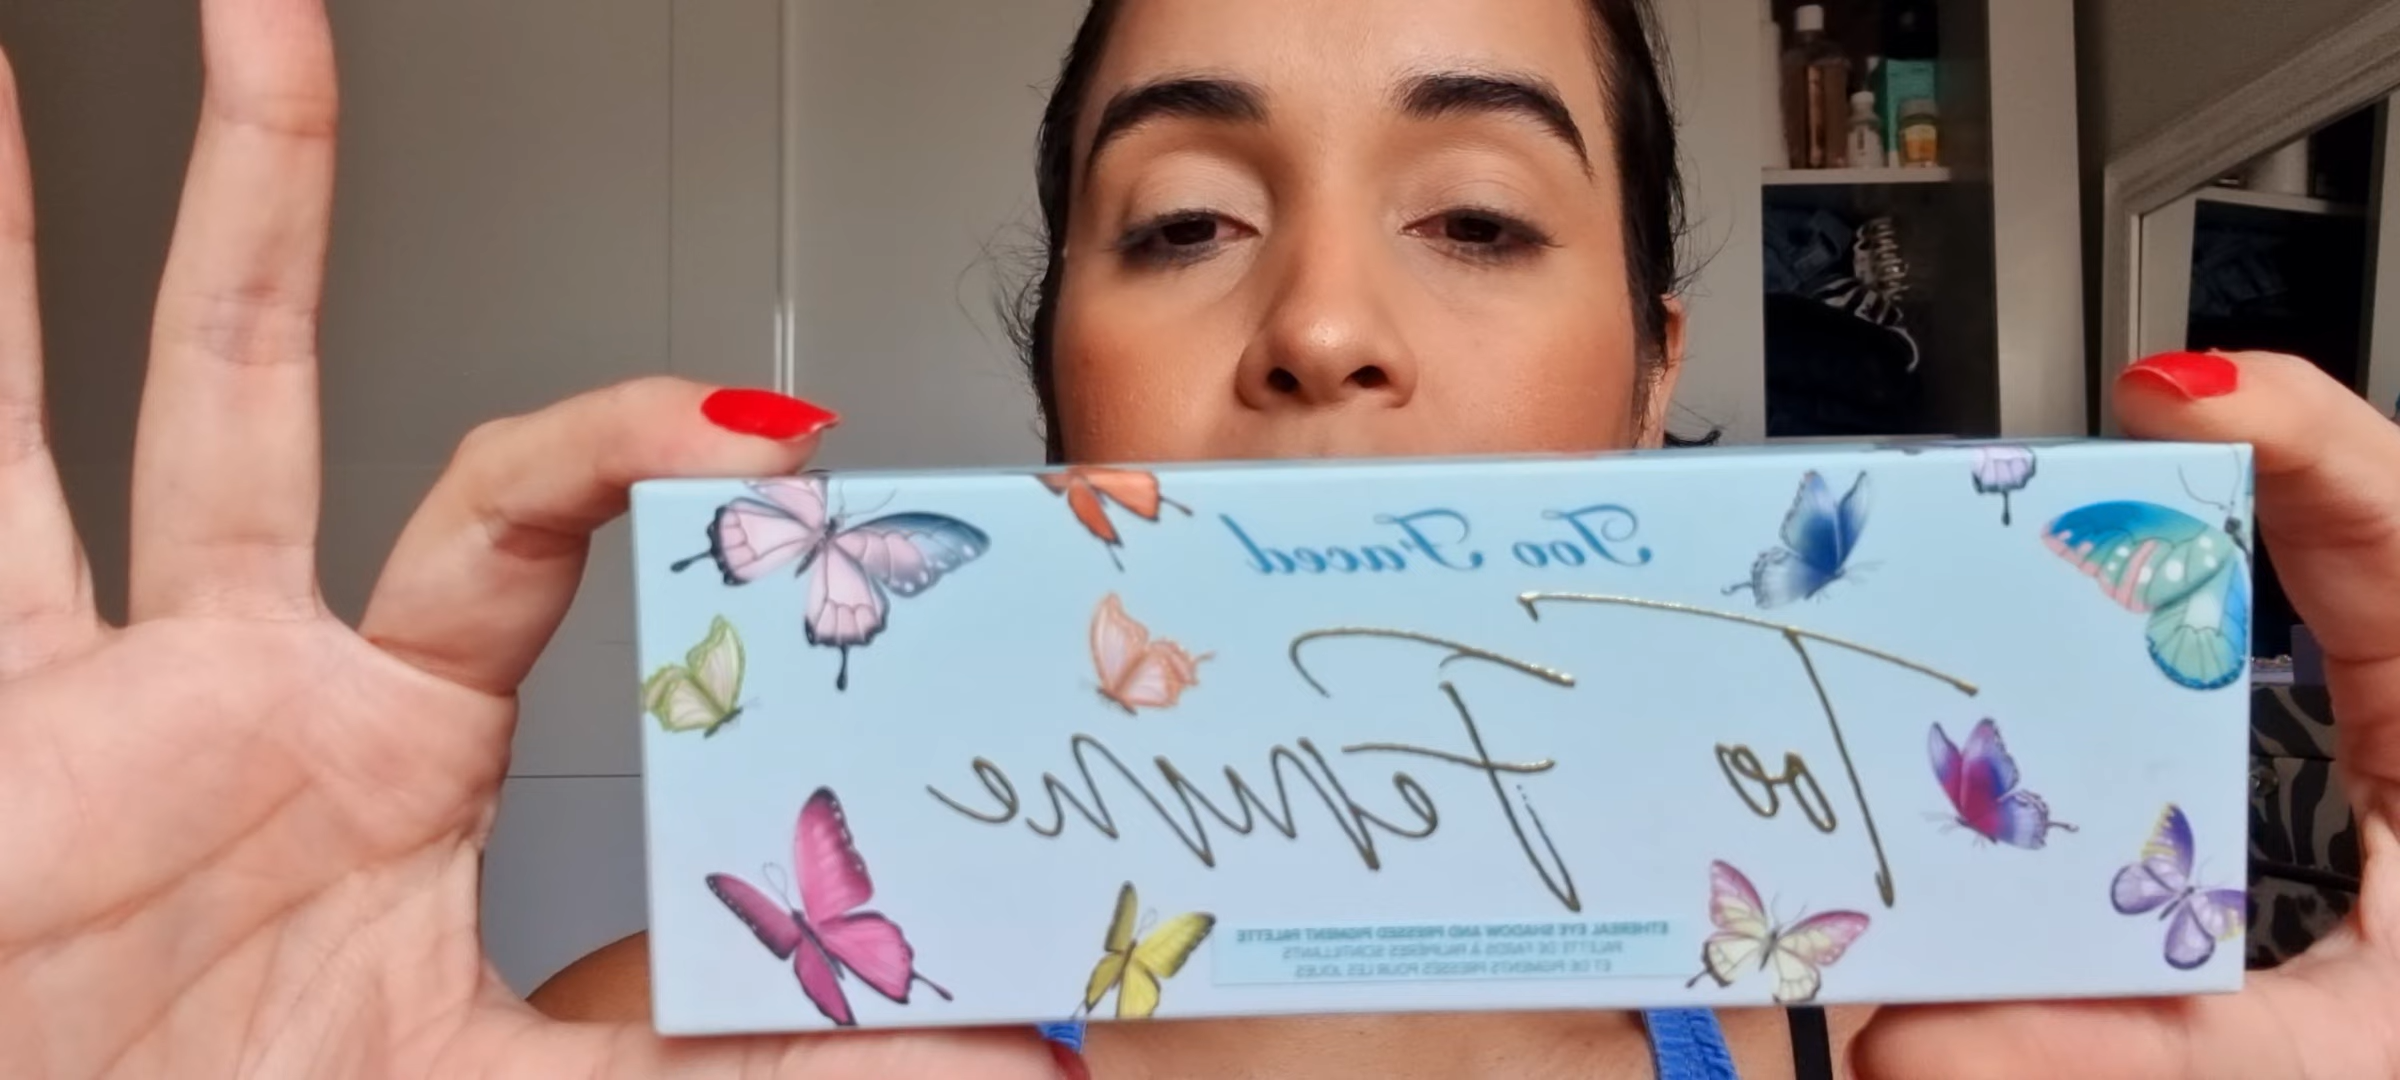 Too Faced
Too Femme
ETHEREAL EYE SHADOW AND PRESSED PIGMENT PALETTE
PALETTE DE FARDS À PAUPIÈRES SCINTILLANTS
ET DE PIGMENTS PRESSÉS POUR LES JOUES